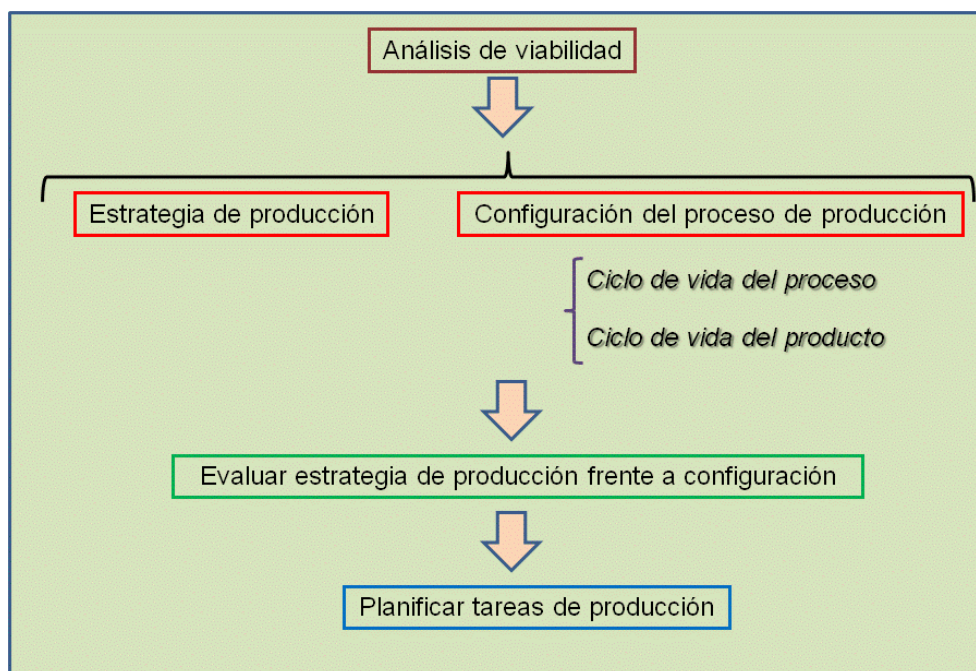 Análisis de viabilidad
Estrategia de producción
Configuración del proceso de producción
Ciclo de vida del proceso
Ciclo de vida del producto
Evaluar estrategia de producción frente a configuración
Planificar tareas de producción